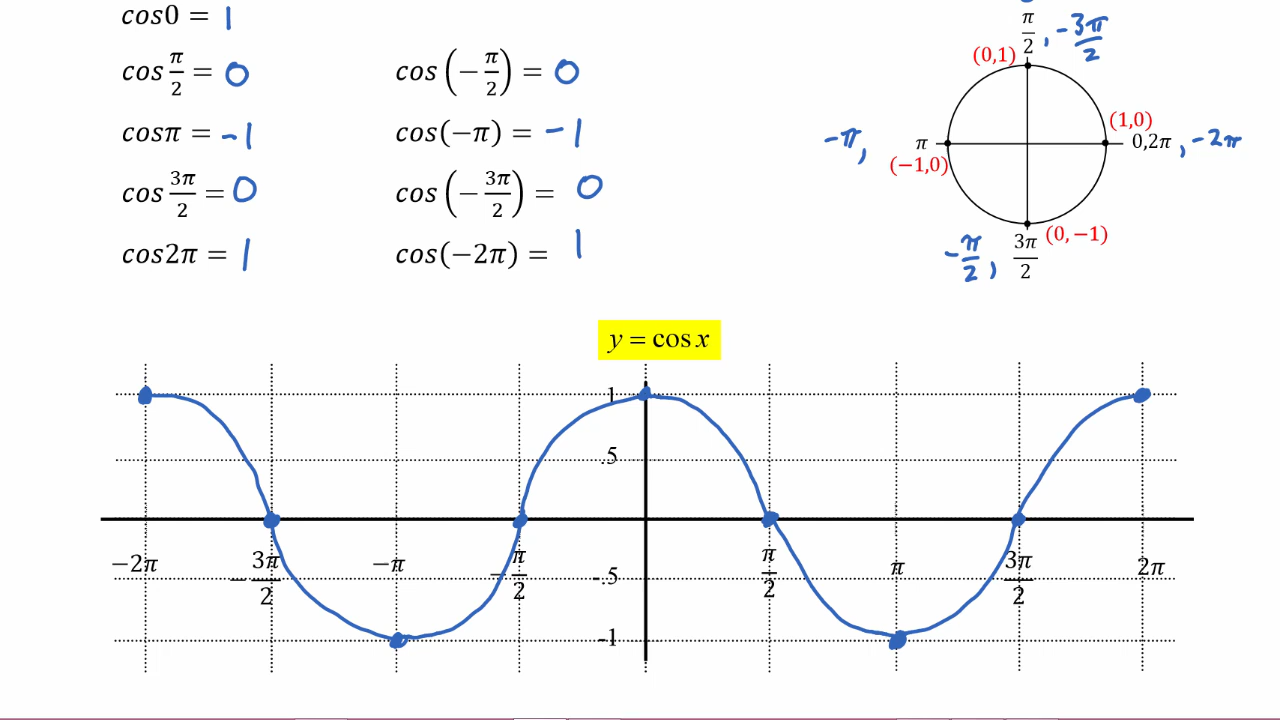 cos0 = 1
cos π/2 = 0
cosπ = -1
cos 3π/2 = 0
cos2π = 1
cos(−π/2) = 0
cos(−π) = -1
cos(−3π/2) = 0
cos(−2π) = 1
π/2 , -3π/2
(0,1)
(1,0)
-π, π
0,2π , -2π
(−1,0)
(0,−1)
-π/2, 3π/2
y = cos x
1
.5
−2π −3π/2 −π −π/2 π/2 π 3π/2 2π
-.5
-1